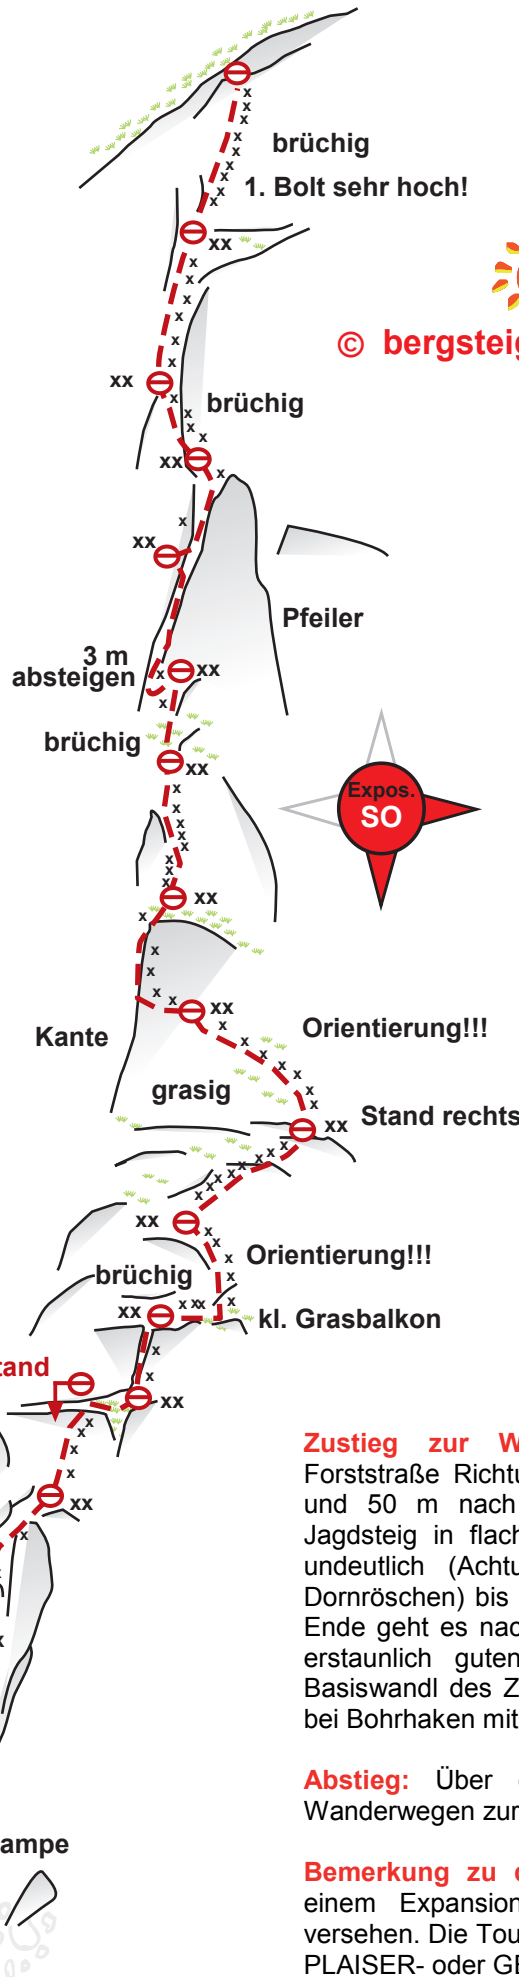 brüchig
1. Bolt sehr hoch!
xx
© bergsteig
xx
brüchig
xx
xx
Pfeiler
3 m
absteigen
xx
brüchig
xx
Expos.
SO
xx
xx
Kante
Orientierung!!!
grasig
xx
Stand rechts
xx
Orientierung!!!
brüchig
xx
kl. Grasbalkon
tand
xx
xx
Zustieg zur W
Forststraße Richtu
und 50 m nach
Jagdsteig in flach
undeutlich (Achtu
Dornröschen) bis
Ende geht es nac
erstaunlich guten
Basiswandl des Z
bei Bohrhaken mit
Abstieg: Über
Wanderwegen zur
ampe
Bemerkung zu
einem Expansion
versehen. Die Tou
PLAISER- oder GE